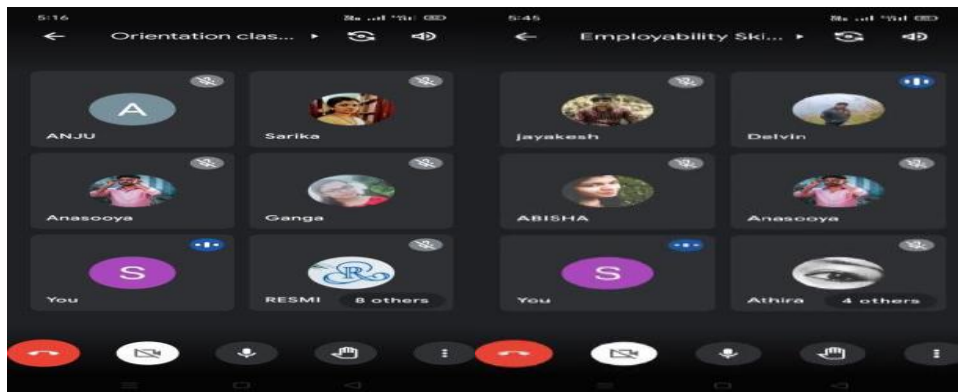 5:16
Orientation clas...
A
ANJU
Sarika
Anasooya
Ganga
S
You
RESMI
8 others
5:45
Employability Ski...
jayakesh
Delvin
ABISHA
Anasooya
S
You
Athira
4 others